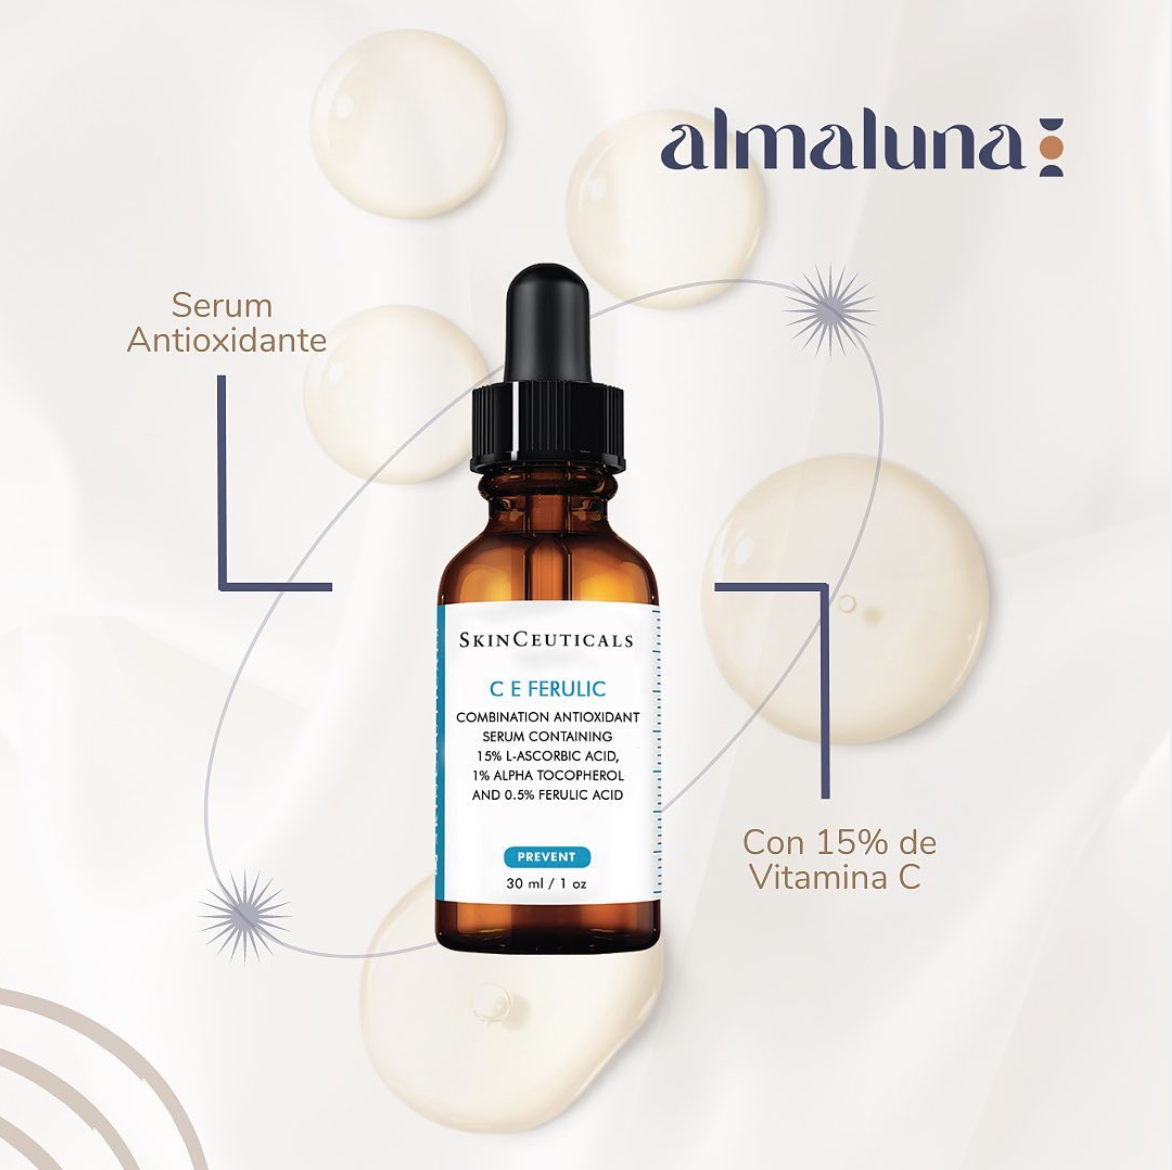 almaluna
Serum
Antioxidante
SKINCEUTICALS
C E FERULIC
COMBINATION ANTIOXIDANT
SERUM CONTAINING
15% L-ASCORBIC ACID,
1% ALPHA TOCOPHEROL
AND 0.5% FERULIC ACID
PREVENT
30 ml / 1 oz
Con 15% de
Vitamina C